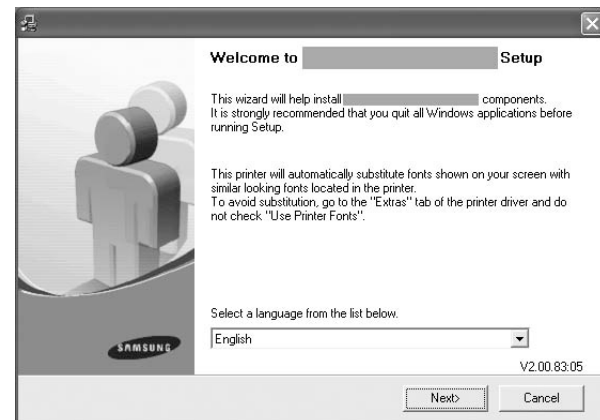 Welcome to Setup
This wizard will help install components.
It is strongly recommended that you quit all Windows applications before
running Setup.
This printer will automatically substitute fonts shown on your screen with
similar looking fonts located in the printer.
To avoid substitution, go to the "Extras" tab of the printer driver and do
not check "Use Printer Fonts".
Select a language from the list below.
English
SAMSUNG
V2.00.83:05
Next>
Cancel